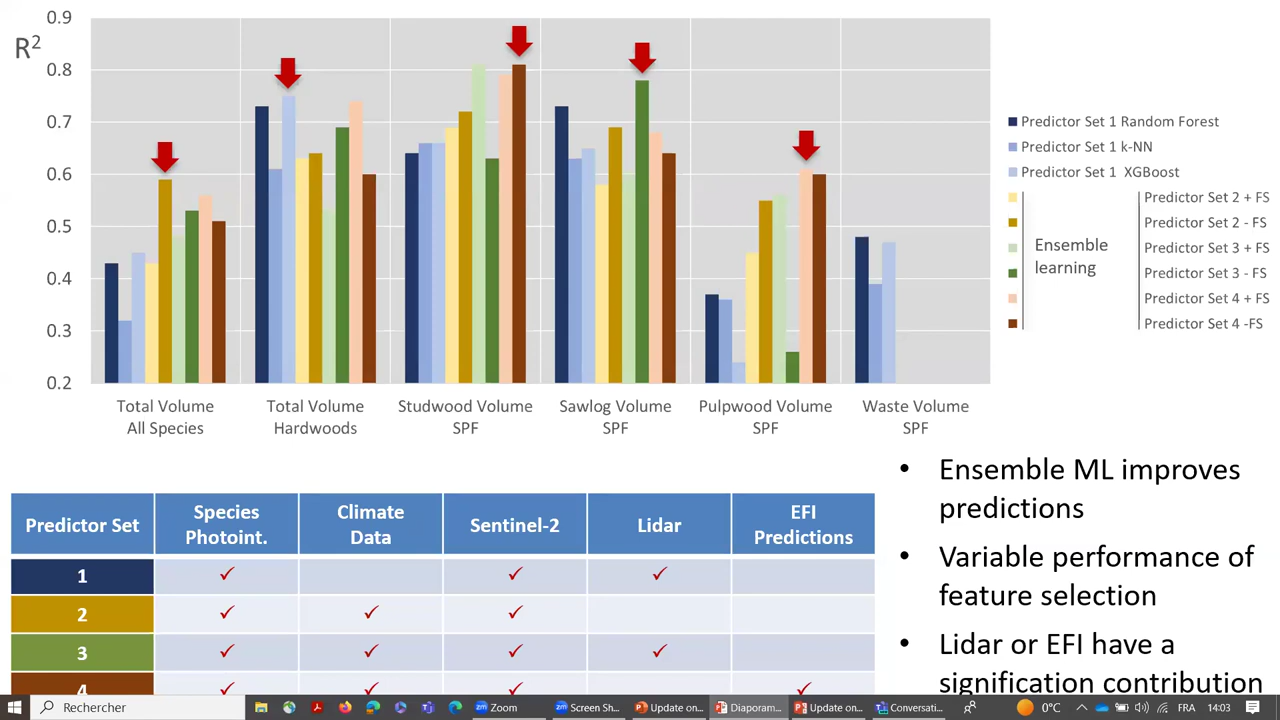 R2
0.9
0.8
0.7
0.6
0.5
0.4
0.3
0.2
Total Volume
All Species
Total Volume
Hardwoods
Studwood Volume
SPF
Sawlog Volume
SPF
Pulpwood Volume
SPF
Waste Volume
SPF
Predictor Set 1 Random Forest
Predictor Set 1 k-NN
Predictor Set 1 XGBoost
Ensemble
learning
Predictor Set 2 + FS
Predictor Set 2 - FS
Predictor Set 3 + FS
Predictor Set 3 - FS
Predictor Set 4 + FS
Predictor Set 4 -FS
Predictor Set
Species
Photoint.
Climate
Data
Sentinel-2
Lidar
EFI
Predictions
1 ✓ ✓ ✓
2 ✓ ✓ ✓
3 ✓ ✓ ✓ ✓
4 ✓ ✓ ✓ ✓
• Ensemble ML improves
predictions
• Variable performance of
feature selection
• Lidar or EFI have a
signification contribution
Rechercher
Zoom
Screen Sh...
Update on...
Diaporam...
Update on:...
Conversati...
0°C
FRA
14:03